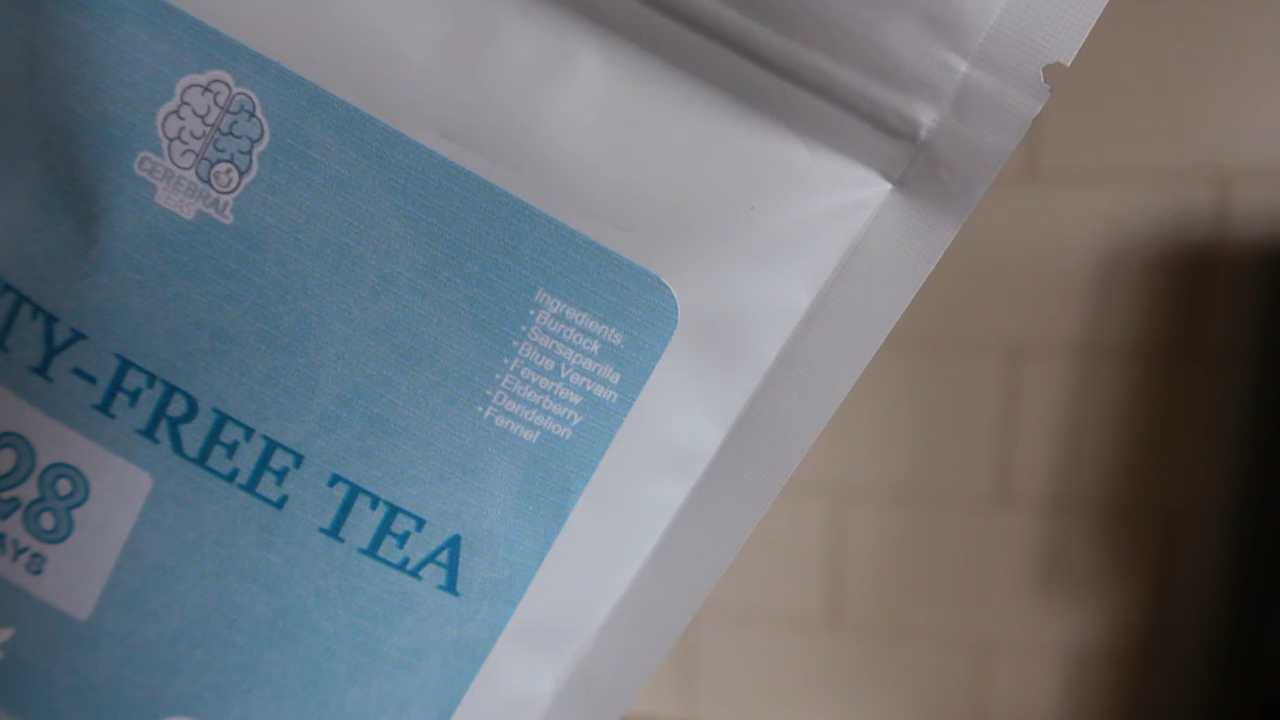 CEREBRAL
TEAS
Ingredients
•Burdock
•Sarsaparilla
•Blue Vervain
•Feverfew
•Elderberry
•Dandelion
•Fennel
TY-FREE TEA
28
AYS